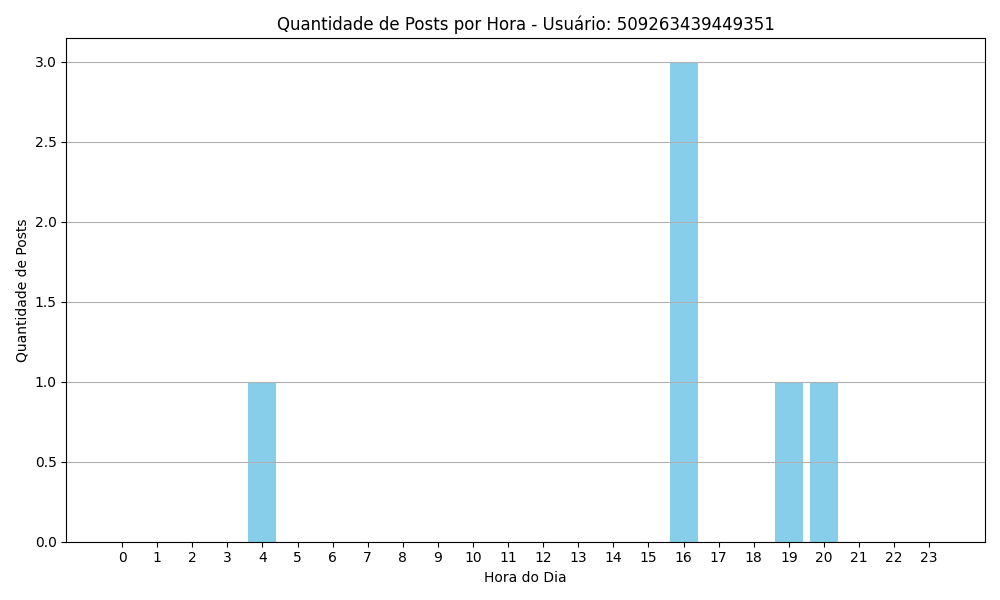 Quantidade de Posts por Hora - Usuário: 509263439449351
3.0
2.5
2.0
1.5
1.0
0.5
0.0
Quantidade de Posts
0 1 2 3 4 5 6 7 8 9 10 11 12 13 14 15 16 17 18 19 20 21 22 23
Hora do Dia